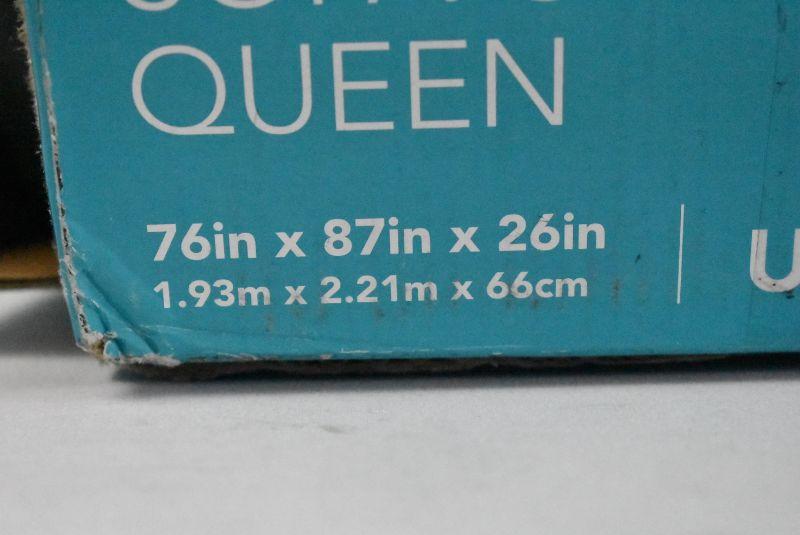 QUEEN
76in x 87in x 26in
1.93m x 2.21m x 66cm